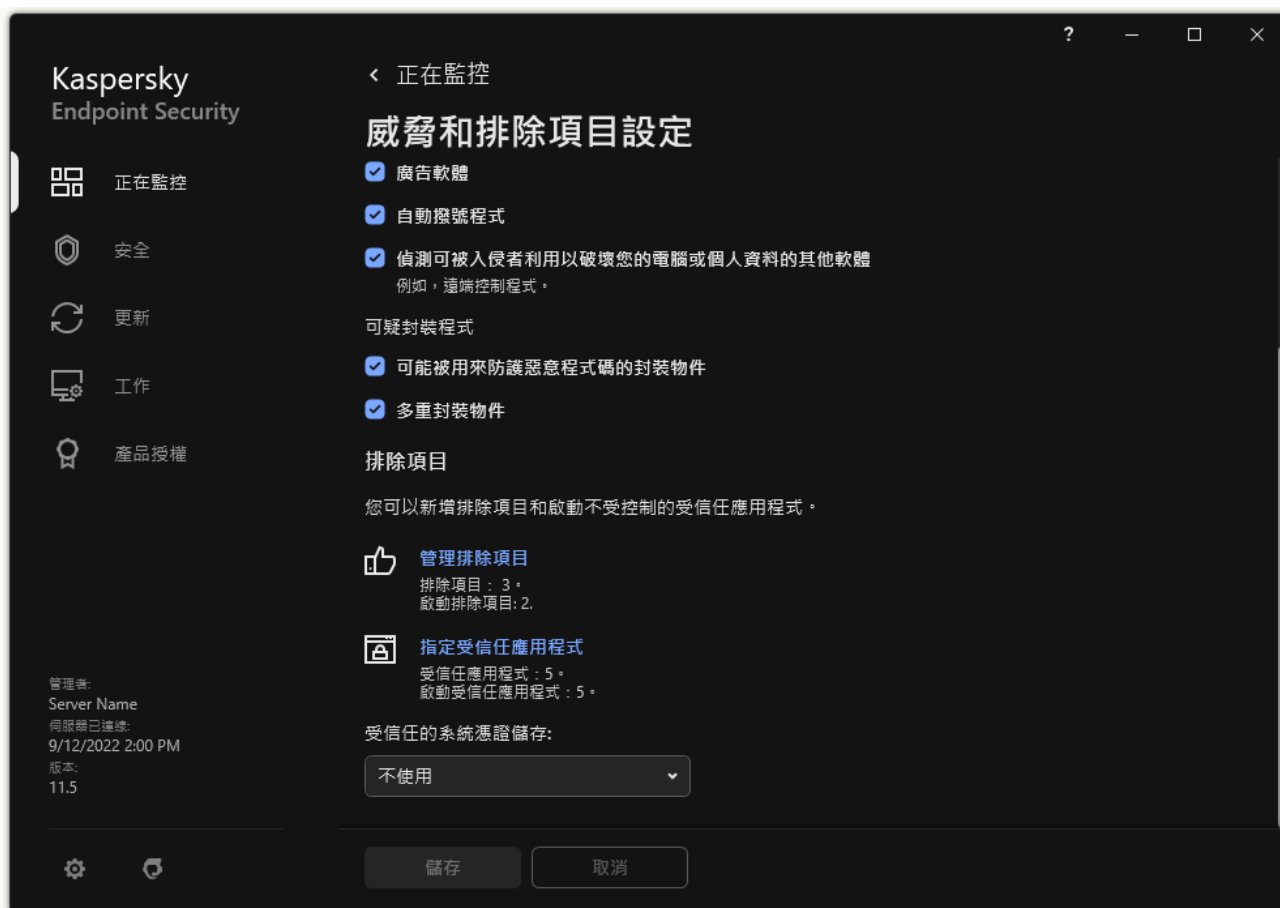 ?
Kaspersky
Endpoint Security
正在監控
安全
更新
工作
產品授權
管理者:
Server Name
伺服器已連線:
9/12/2022 2:00 PM
版本:
11.5
正在監控
威脅和排除項目設定
廣告軟體
自動撥號程式
偵測可被入侵者利用以破壞您的電腦或個人資料的其他軟體
例如，遠端控制程式。
可疑封裝程式
可能被用來防護惡意程式碼的封裝物件
多重封裝物件
排除項目
您可以新增排除項目和啟動不受控制的受信任應用程式。
管理排除項目
排除項目： 3。
啟動排除項目: 2.
指定受信任應用程式
受信任應用程式：5。
啟動受信任應用程式：5。
受信任的系統憑證儲存:
不使用
儲存
取消